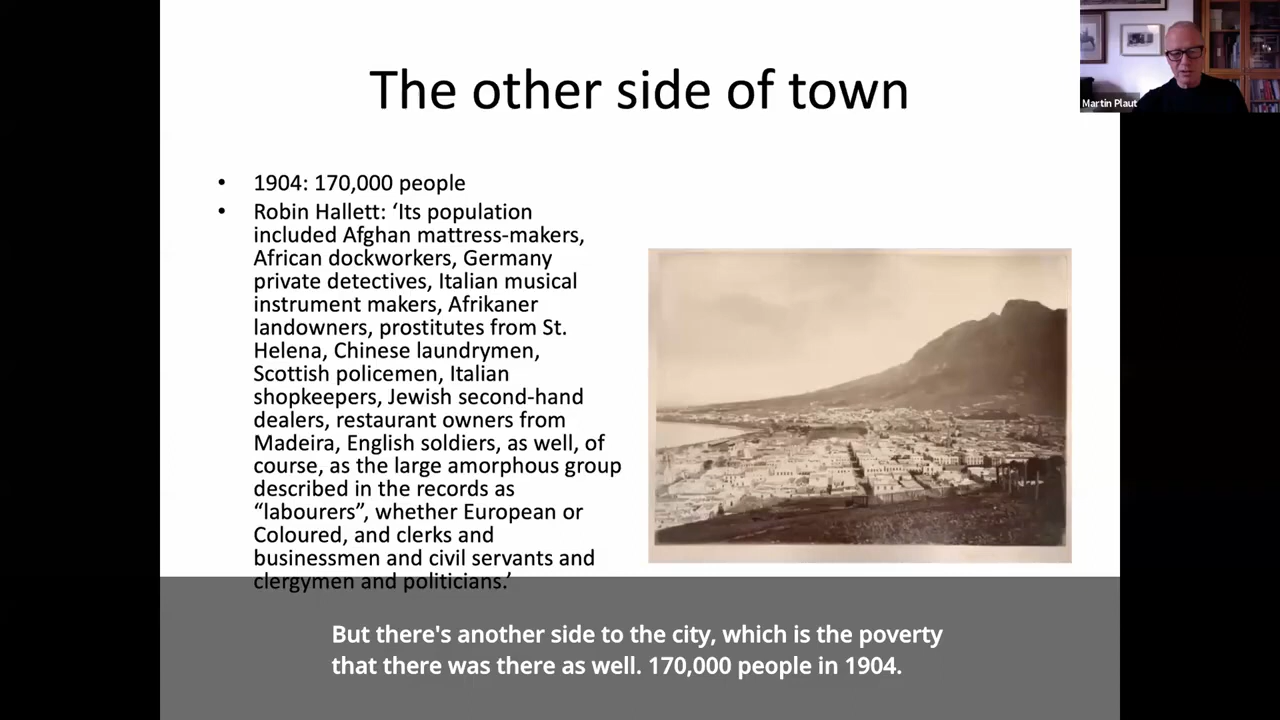 The other side of town
Martin Plaut
• 1904: 170,000 people
• Robin Hallett: ‘Its population
included Afghan mattress-makers,
African dockworkers, Germany
private detectives, Italian musical
instrument makers, Afrikaner
landowners, prostitutes from St.
Helena, Chinese laundrymen,
Scottish policemen, Italian
shopkeepers, Jewish second-hand
dealers, restaurant owners from
Madeira, English soldiers, as well, of
course, as the large amorphous group
described in the records as
“labourers”, whether European or
Coloured, and clerks and
businessmen and civil servants and
clergymen and politicians.’
But there's another side to the city, which is the poverty
that there was there as well. 170,000 people in 1904.